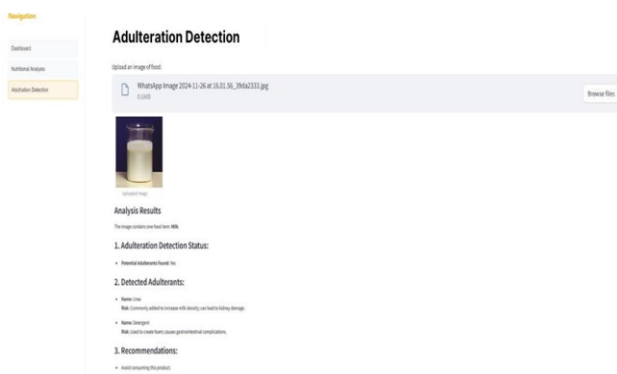 Navigation
Dashboard
Nutritional Analysis
Adultration Detection
Adulteration Detection
Upload an image of food:
WhatsApp Image 2024-11-26 at 16.01.56_39da2333.jpg
Browse files
Uploaded Image
Analysis Results
The image contains one food item: Milk.
1. Adulteration Detection Status:
Potential Adulterants Found: Yes
2. Detected Adulterants:
Name: Urea
Risk: Commonly added to increase milk density; can lead to kidney damage.
Name: Detergent
Risk: Used to create foam; causes gastrointestinal complications.
3. Recommendations:
Avoid consuming this product.